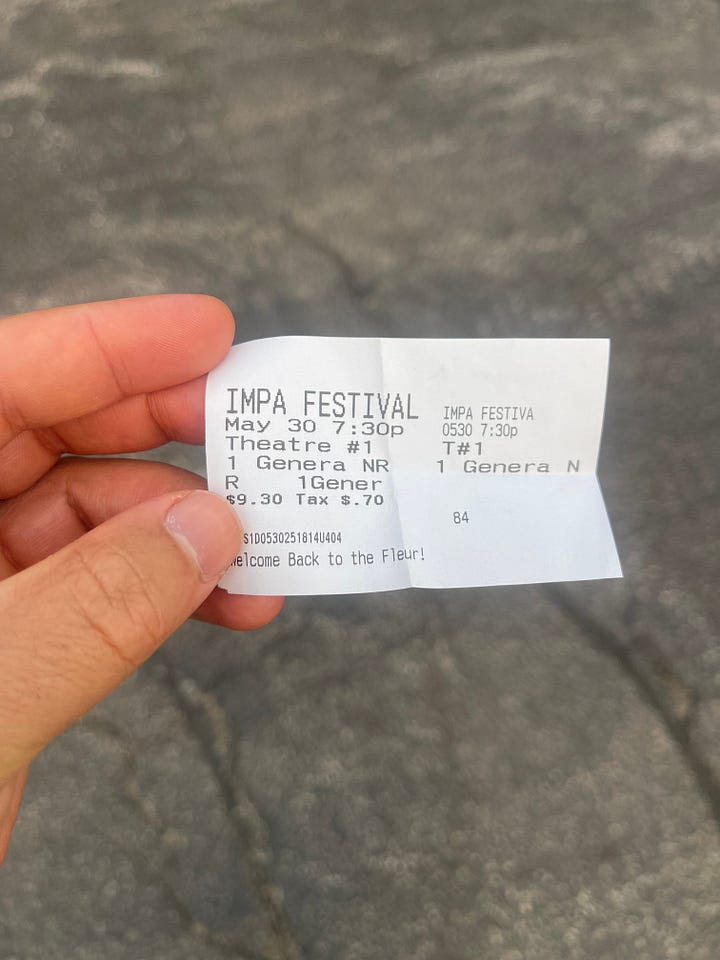 IMPA FESTIVAL
May 30 7:30p
Theatre #1
1 Genera NR
R 1Gener
$9.30 Tax $.70
S1D0530251814U404
Welcome Back to the Fleur!
IMPA FESTIVA
0530 7:30p
T#1
1 Genera N
84